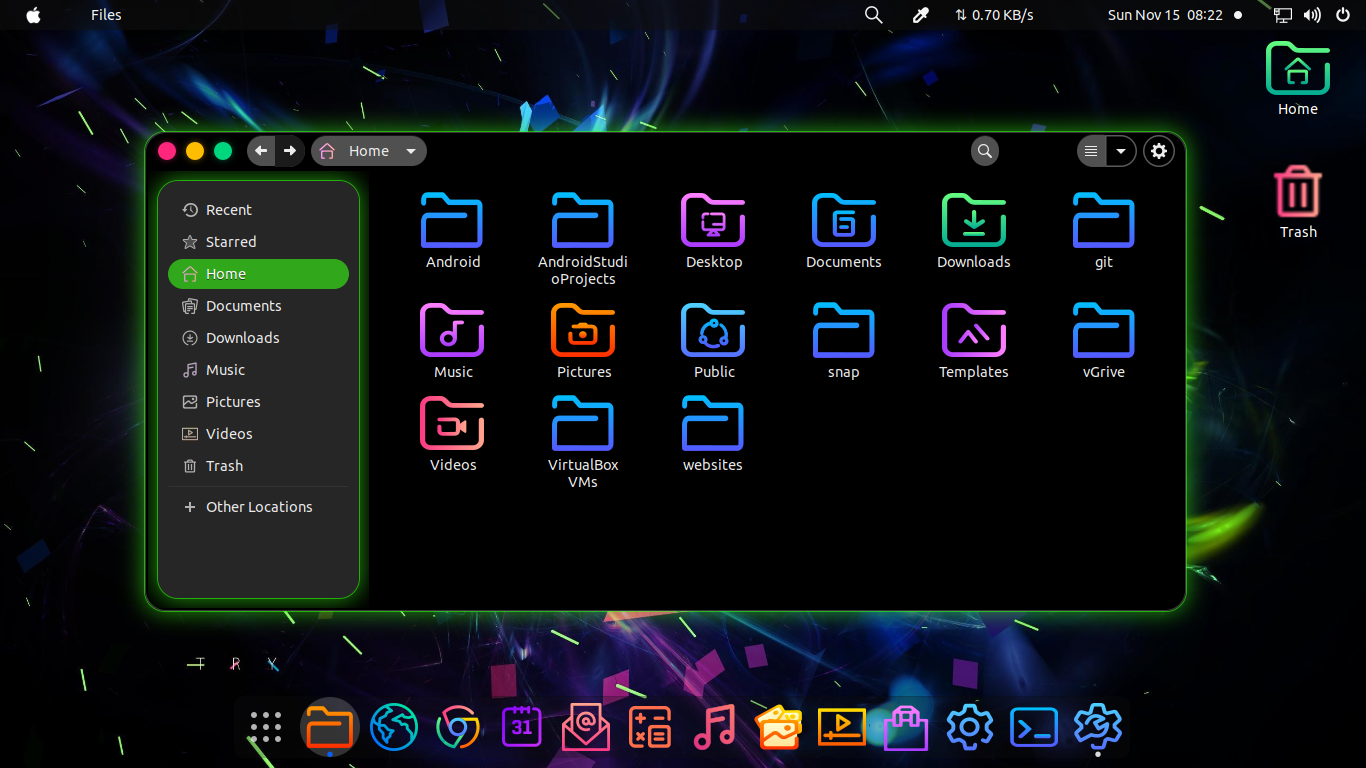 Files
0.70 KB/s
Sun Nov 15 08:22
Home
Trash
Home
Recent
Starred
Home
Documents
Downloads
Music
Pictures
Videos
Trash
Other Locations
Android
AndroidStudi
oProjects
Desktop
Documents
Downloads
git
Music
Pictures
Public
snap
Templates
vGrive
Videos
VirtualBox
VMs
websites
T R Y
31
@